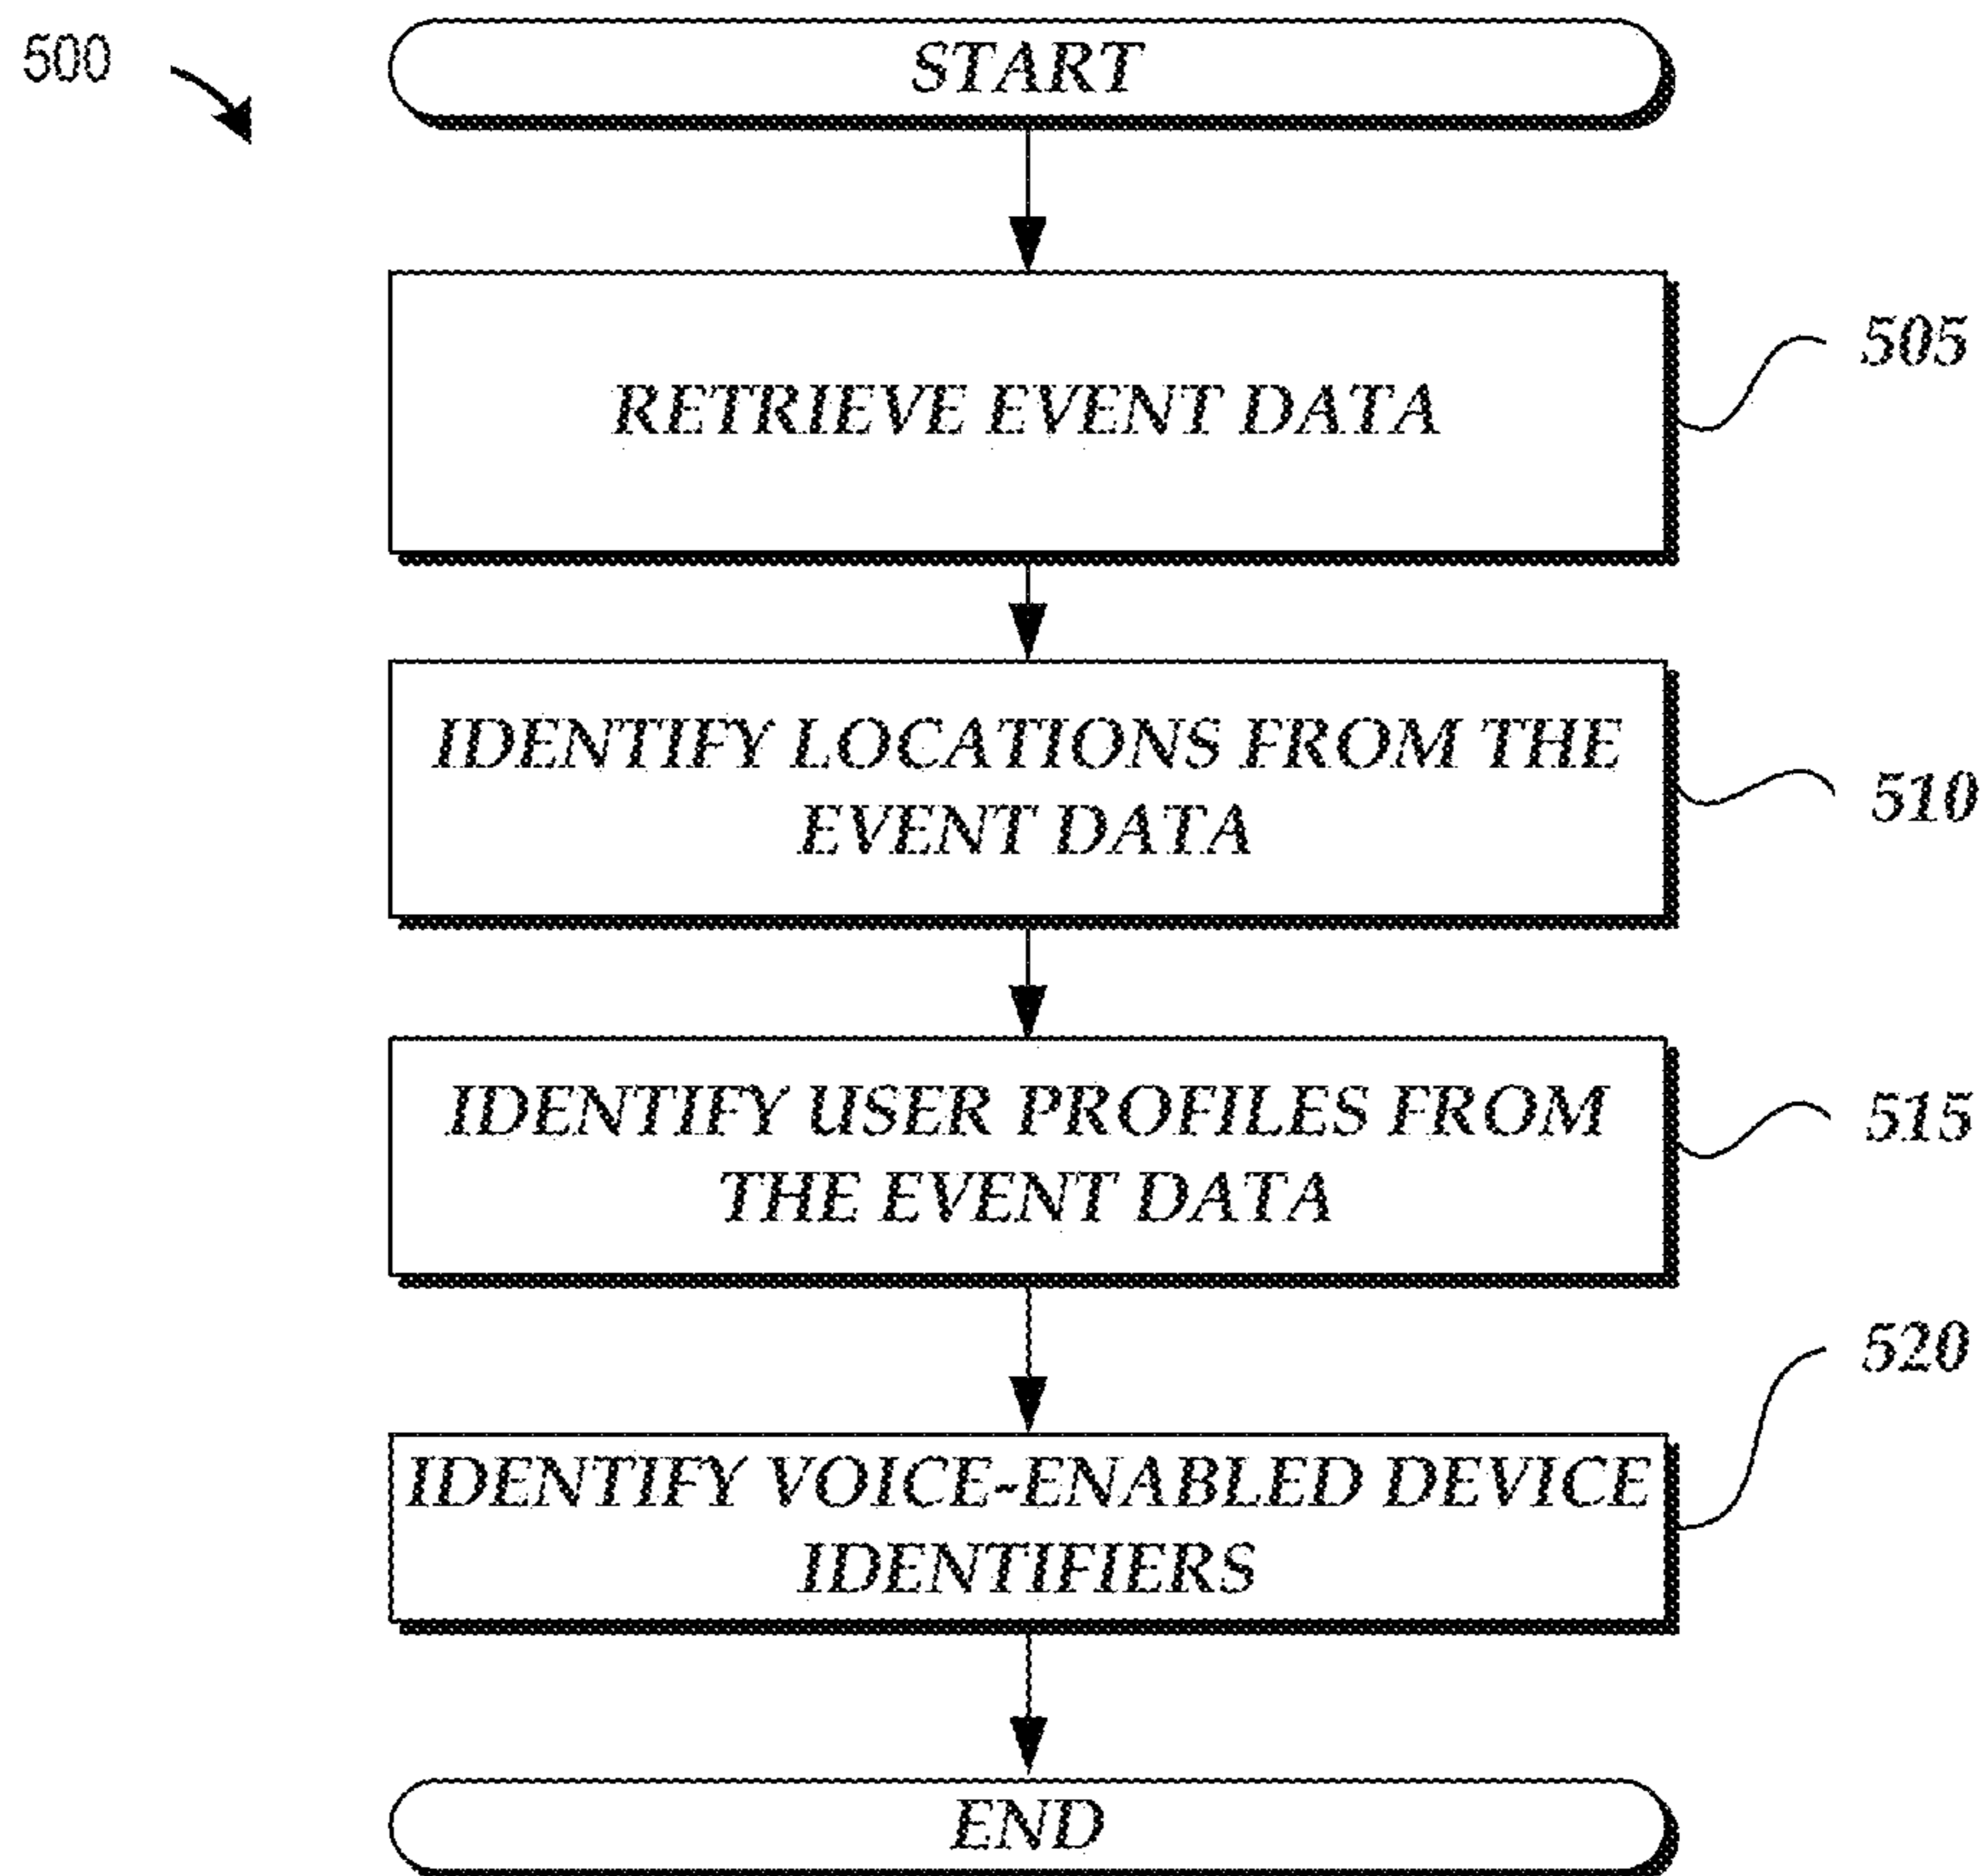 500
START
RETRIEVE EVENT DATA
505
IDENTIFY LOCATIONS FROM THE
EVENT DATA
510
IDENTIFY USER PROFILES FROM
THE EVENT DATA
515
520
IDENTIFY VOICE-ENABLED DEVICE
IDENTIFIERS
END